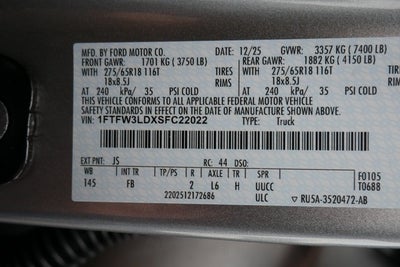 MFD. BY FORD MOTOR CO. DATE: 12/25 GVWR: 3357 KG (7400 LB)
FRONT GAWR: 1701 KG (3750 LB) REAR GAWR: 1882 KG (4150 LB)
WITH TIRES WITH TIRES
275/65R18 116T 275/65R18 116T
18x8.5J RIMS 18x8.5J
AT 240 kPa/ 35 PSI COLD AT 240 kPa/ 35
THIS VEHICLE CONFORMS TO ALL APPLICABLE FEDERAL MOTOR VEHICLE
SAFETY STANDARDS IN EFFECT ON THE DATE OF MANUFACTURE SHOWN ABOVE.
VIN: 1FTFW3LDXSFC22022 TYPE: Truck
EXT PNT: JS RC: 44 DSO:
WB INT TR R AXLE TR SPR F0105
145 FB 2 L6 H UUCC T0688
2202512172686 ULC RU5A-3520472-AB